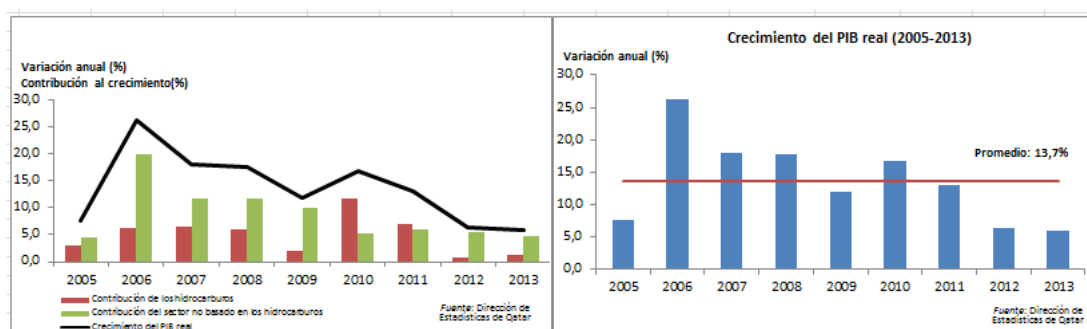 Variación anual (%)
Contribución al crecimiento(%)
30,0
25,0
20,0
15,0
10,0
5,0
0,0
2005 2006 2007 2008 2009 2010 2011 2012 2013
Contribución de los hidrocarburos
Contribución del sector no basado en los hidrocarburos
Crecimiento del PIB real
Fuente: Dirección de
Estadísticas de Qatar
Crecimiento del PIB real (2005-2013)
Variación anual (%)
30,0
25,0
20,0
15,0
10,0
5,0
0,0
Promedio: 13,7%
2005 2006 2007 2008 2009 2010 2011 2012 2013
Fuente: Dirección de
Estadísticas de Qatar